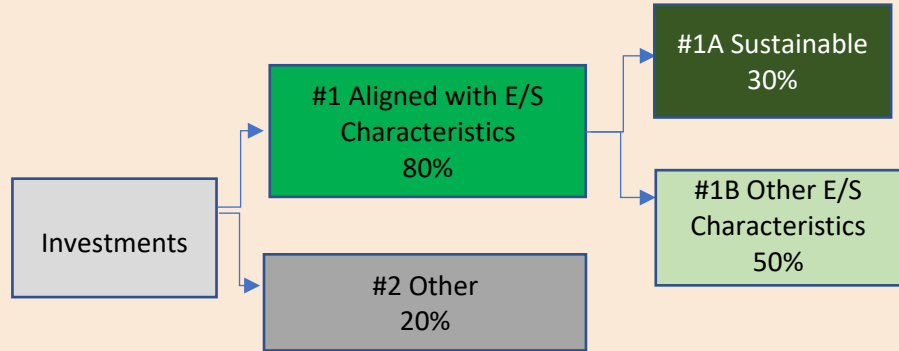 Investments
#1 Aligned with E/S
Characteristics
80%
#2 Other
20%
#1A Sustainable
30%
#1B Other E/S
Characteristics
50%